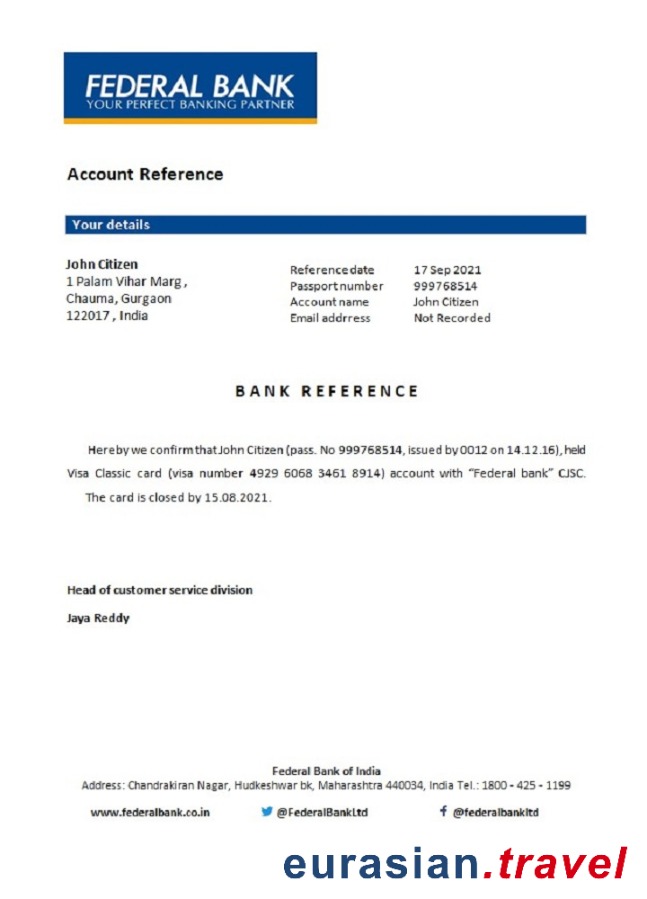 FEDERAL BANK
YOUR PERFECT BANKING PARTNER
Account Reference
Your details
John Citizen
1 Palam Vihar Marg ,
Chauma, Gurgaon
122017 , India
Reference date 17 Sep 2021
Passport number 999768514
Account name John Citizen
Email addrress Not Recorded
BANK REFERENCE
Hereby we confirm that John Citizen (pass. No 999768514, issued by 0012 on 14.12.16), held
Visa Classic card (visa number 4929 6068 3461 8914) account with "Federal bank" CJSC.
The card is closed by 15.08.2021.
Head of customer service division
Jaya Reddy
Federal Bank of India
Address: Chandrakiran Nagar, Hudkeshwar bk, Maharashtra 440034, India Tel.: 1800 - 425 - 1199
www.federalbank.co.in @FederalBankLtd @federalbankltd
eurasian.travel